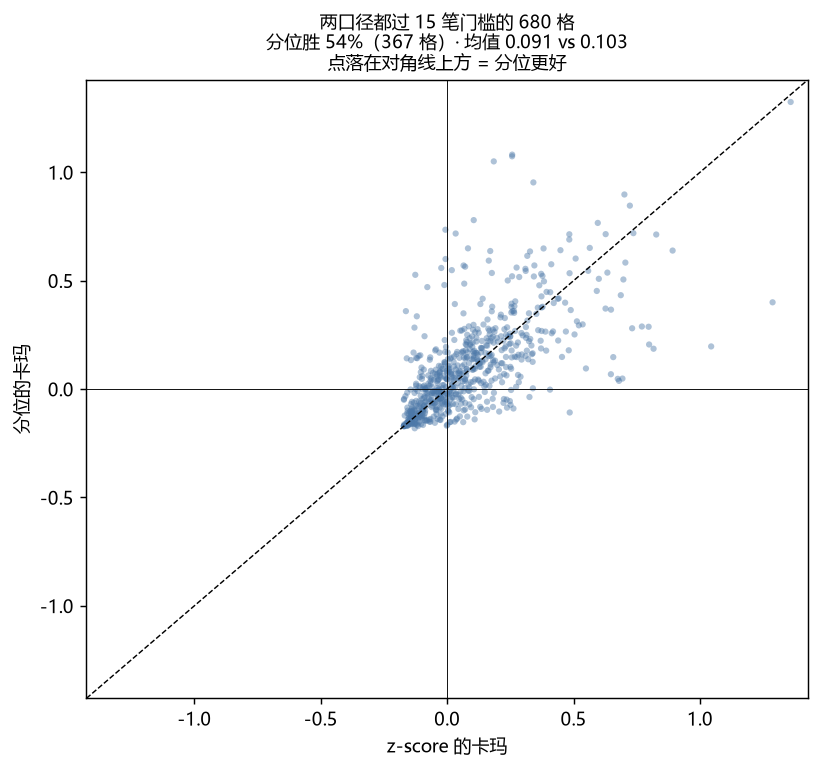 两口径都过 15 笔门槛的 680 格
分位胜 54%（367 格）· 均值 0.091 vs 0.103
点落在对角线上方 = 分位更好
分位的卡玛
1.0
0.5
0.0
-0.5
-1.0
-1.0
-0.5
0.0
0.5
1.0
z-score 的卡玛